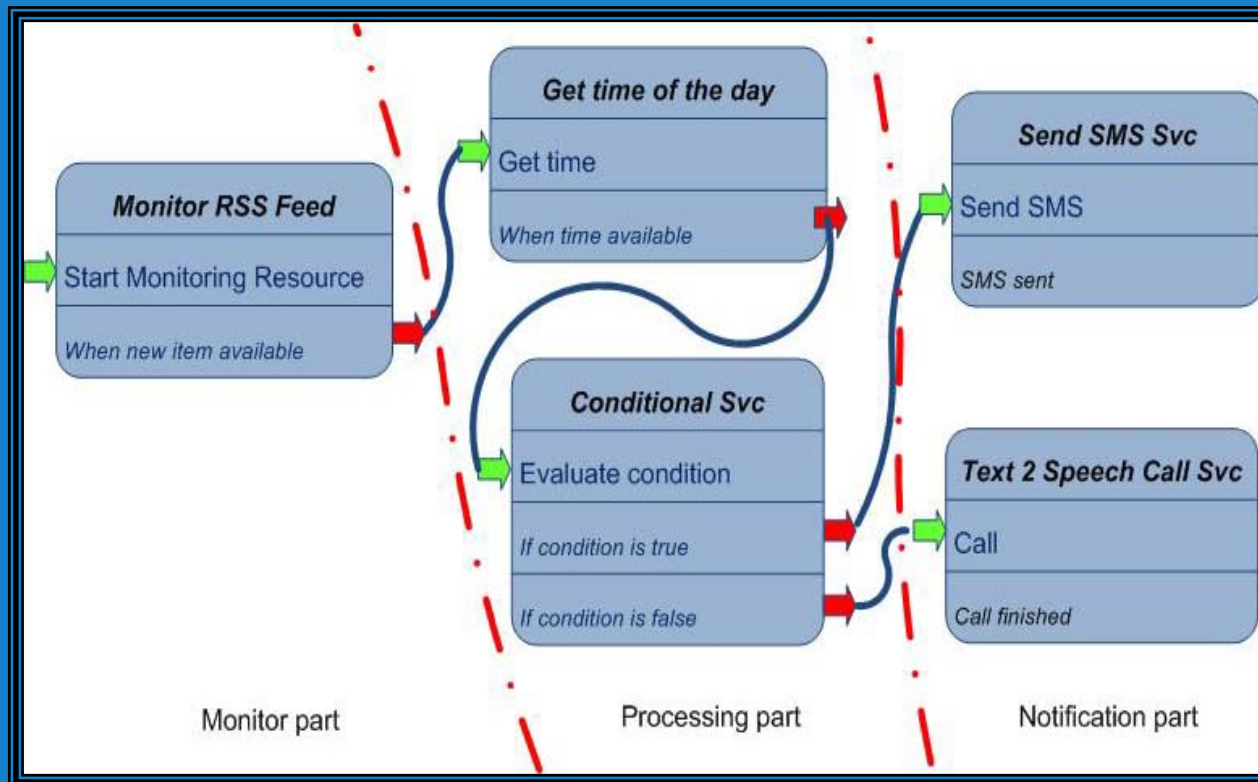 Monitor RSS Feed
Start Monitoring Resource
When new item available
Get time of the day
Get time
When time available
Conditional Svc
Evaluate condition
If condition is true
If condition is false
Send SMS Svc
Send SMS
SMS sent
Text 2 Speech Call Svc
Call
Call finished
Monitor part
Processing part
Notification part